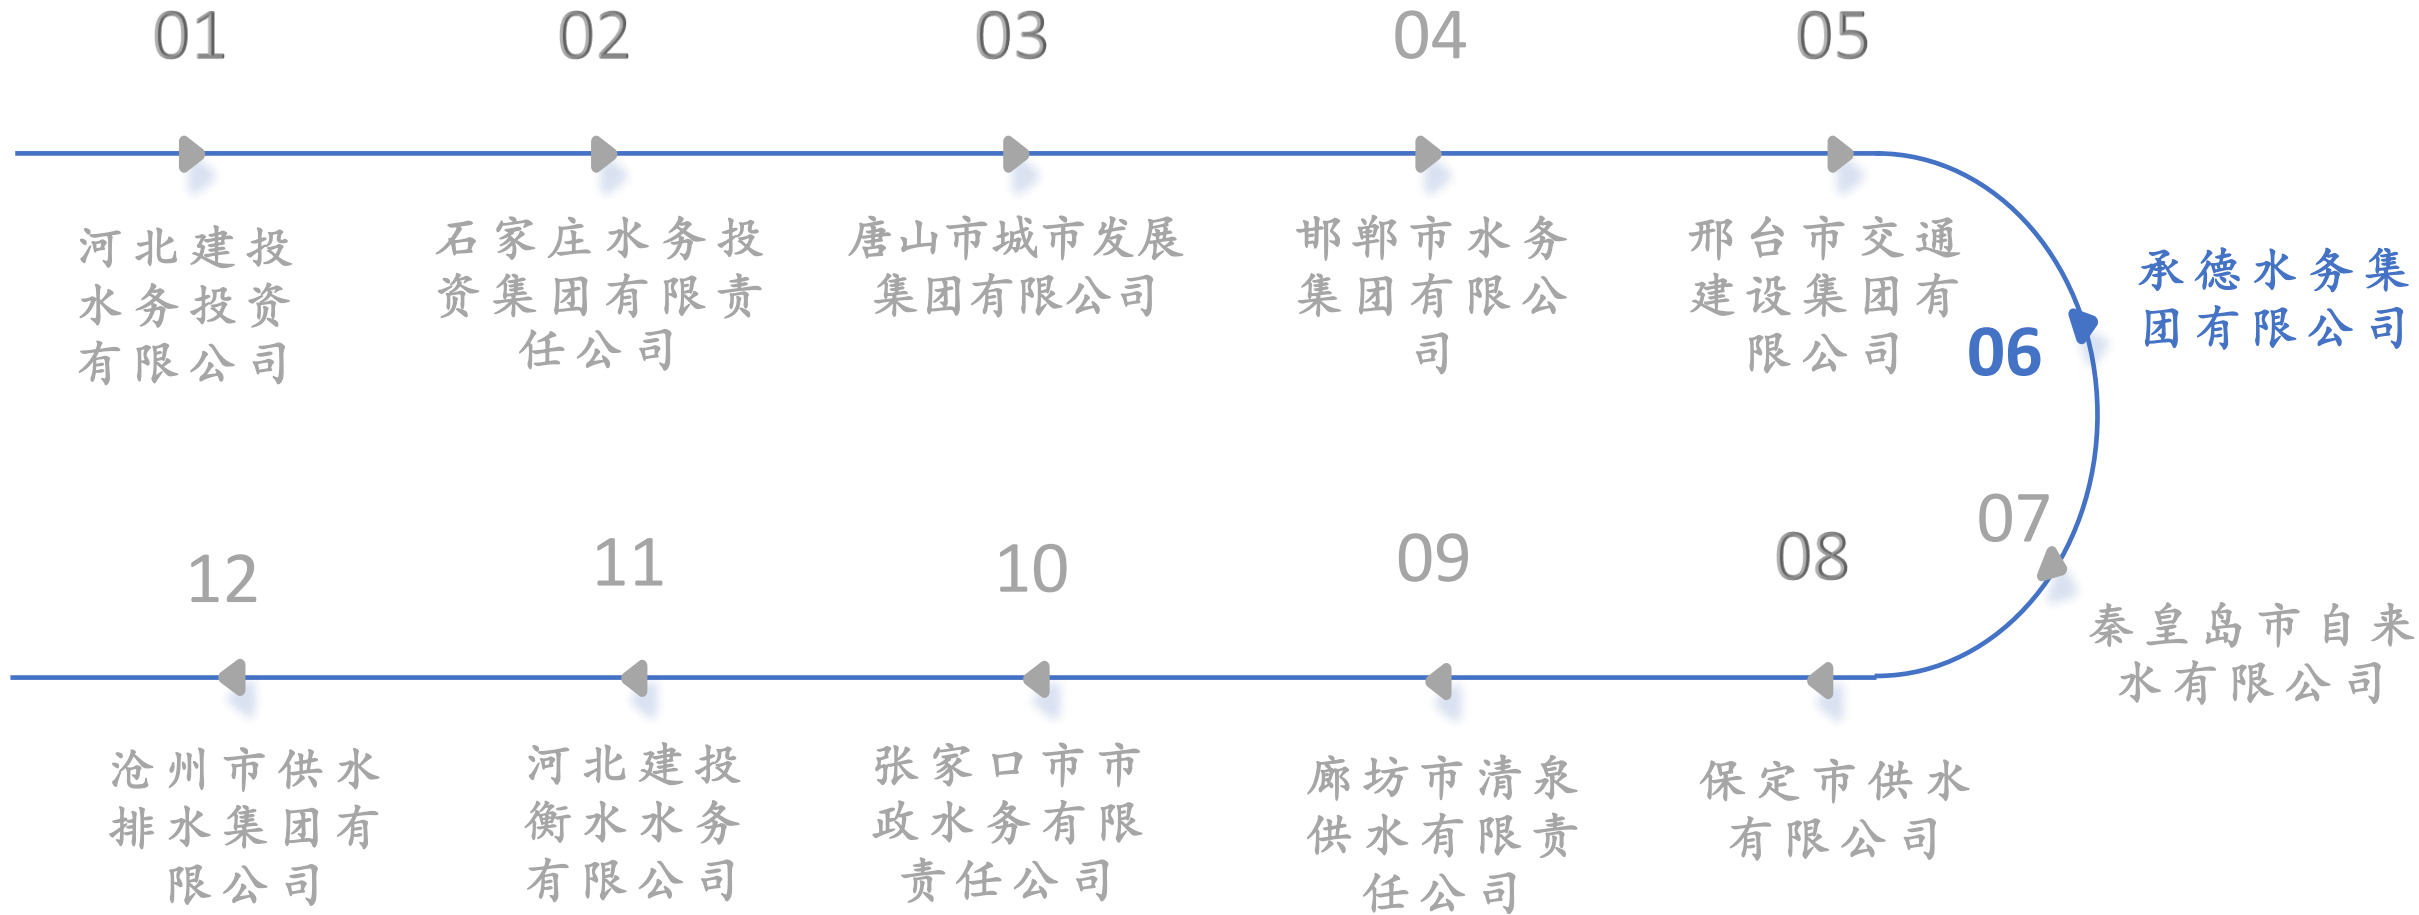 01
河北建投
水务投资
有限公司
02
石家庄水务投
资集团有限责
任公司
03
唐山市城市发展
集团有限公司
04
邯郸市水务
集团有限公
司
05
邢台市交通
建设集团有
限公司
06
承德水务集
团有限公司
07
秦皇岛市自来
水有限公司
08
保定市供水
有限公司
09
廊坊市清泉
供水有限责
任公司
10
张家口市市
政水务有限
责任公司
11
河北建投
衡水水务
有限公司
12
沧州市供水
排水集团有
限公司